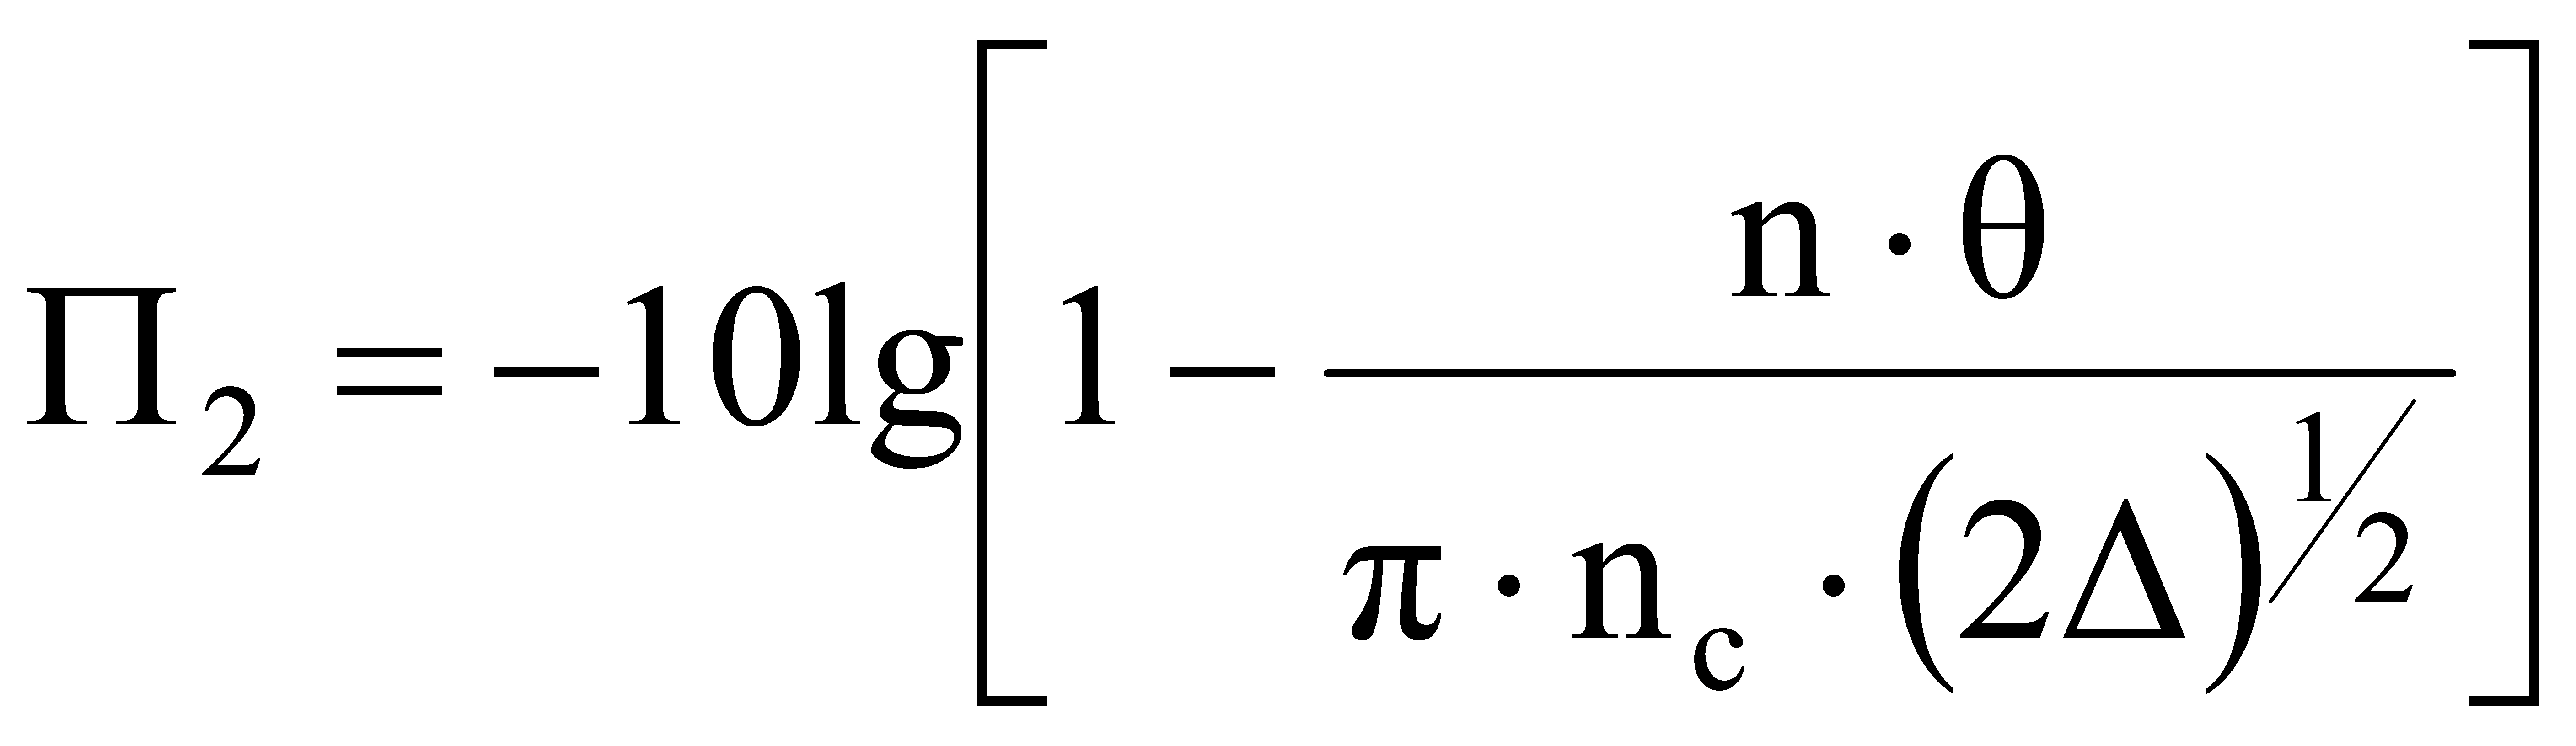 Π₂ = −10lg[1 − (n · θ) / (π · n_c · (2Δ)^(1/2))]